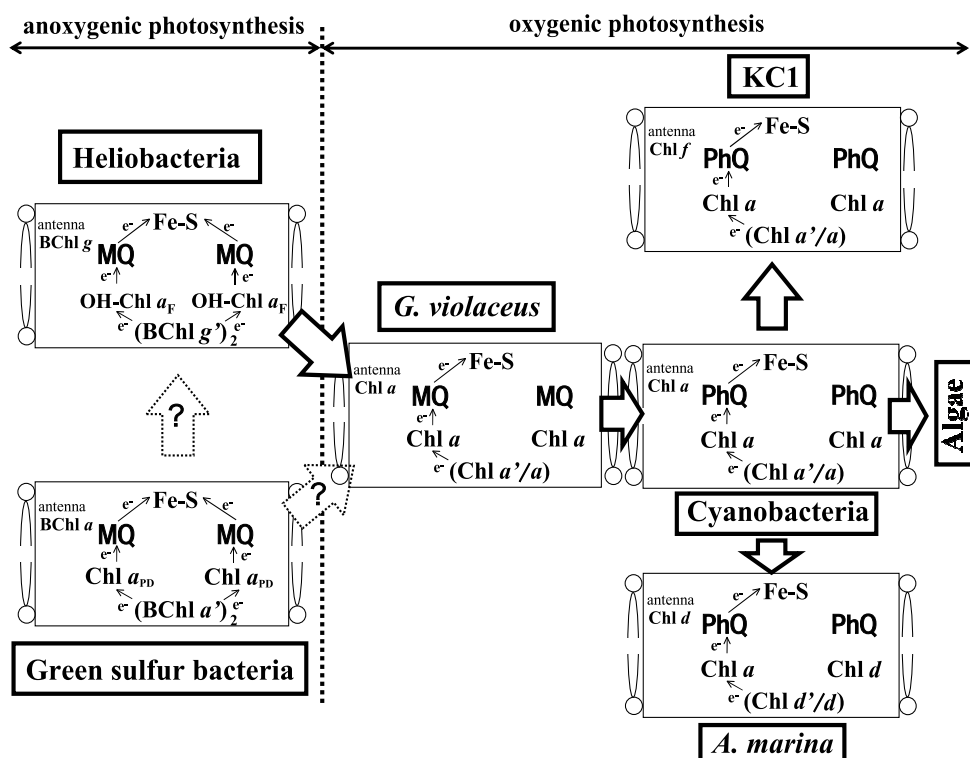 anoxygenic photosynthesis
oxygenic photosynthesis
KC1
antenna
Chl f
e-
Fe-S
PhQ
PhQ
e-
Chl a
Chl a
e-
(Chl a’/a)
Heliobacteria
antenna
BChl g
e-
Fe-S
e-
MQ
MQ
e-
e-
OH-Chl aF
OH-Chl aF
e-
(BChl g’)2
e-
G. violaceus
antenna
Chl a
e-
Fe-S
MQ
MQ
e-
Chl a
Chl a
e-
(Chl a’/a)
antenna
Chl a
e-
Fe-S
PhQ
PhQ
e-
Chl a
Chl a
e-
(Chl a’/a)
Cyanobacteria
Algae
?
?
antenna
BChl a
e-
Fe-S
e-
MQ
MQ
e-
e-
Chl aPD
Chl aPD
e-
(BChl a’)2
e-
Green sulfur bacteria
antenna
Chl d
e-
Fe-S
PhQ
PhQ
e-
Chl a
Chl d
e-
(Chl d’/d)
A. marina